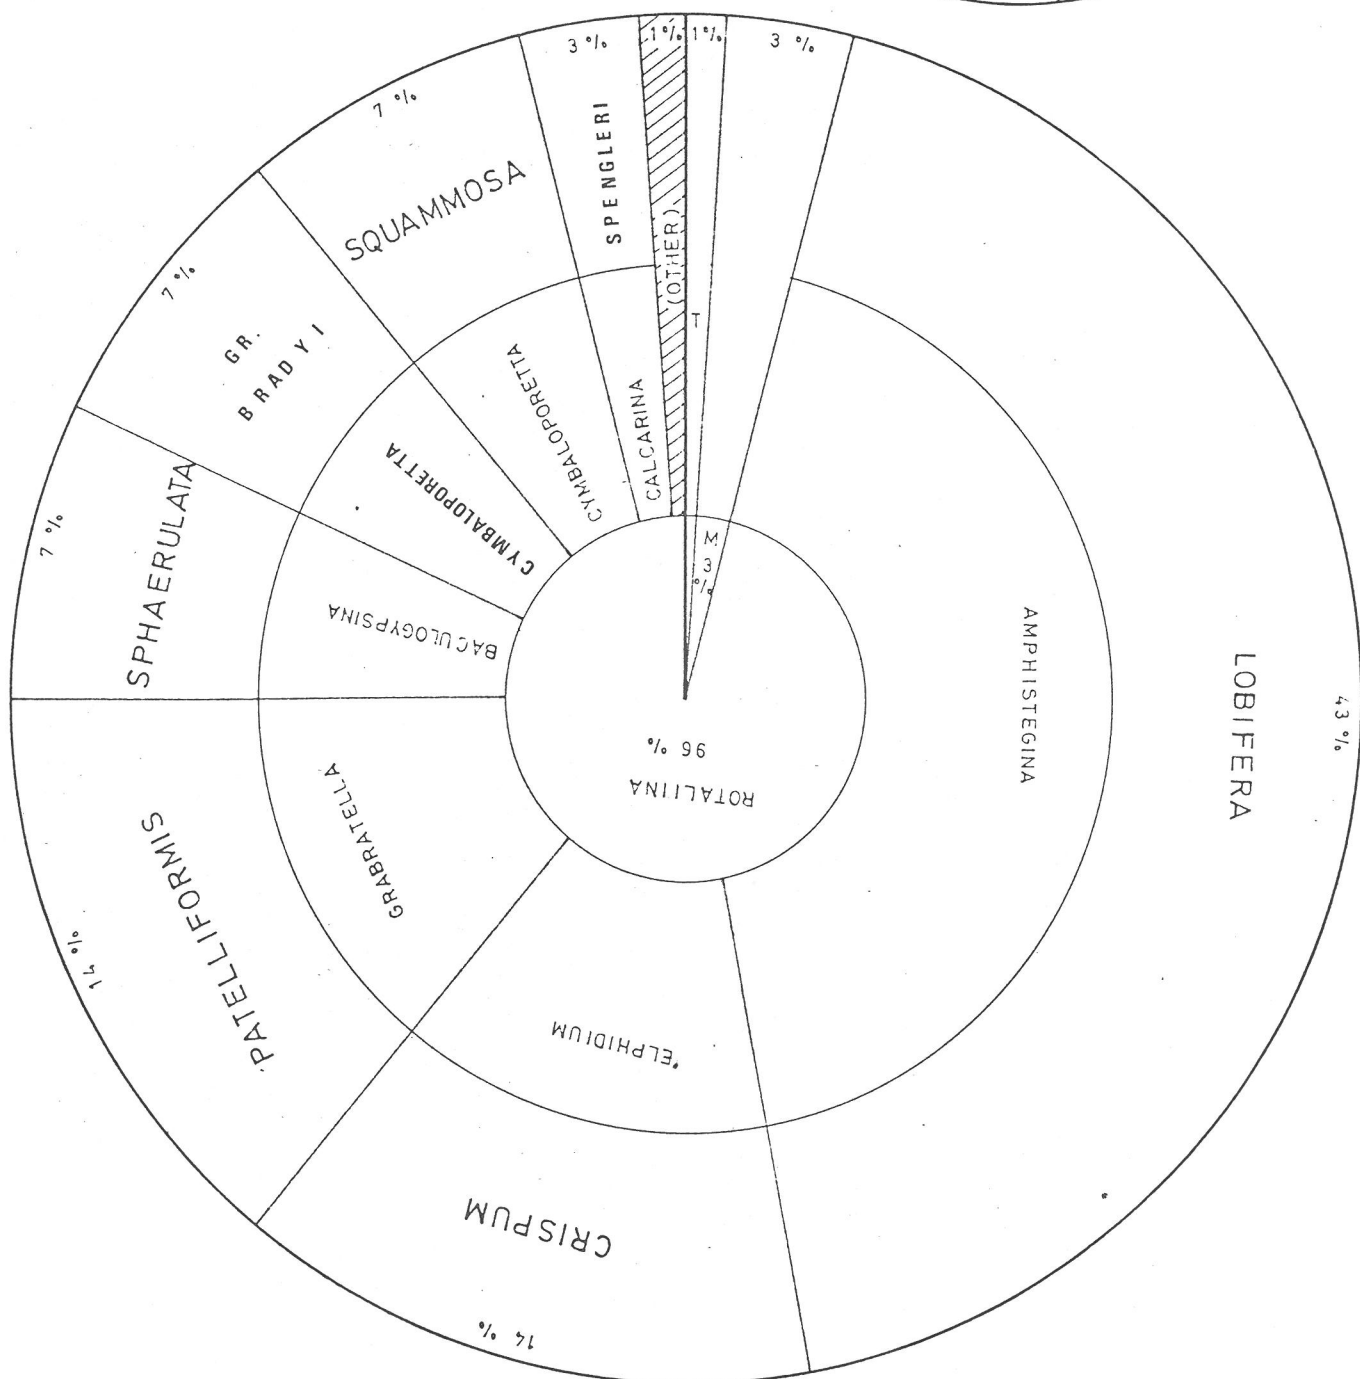 1%
3 %
LOBIFERA
43 %
AMPHISTEGINA
CRISPUM
14 %
ELPHIDIUM
PATELLIFORMIS
14 %
GRABRATELLA
SPHAERULATA
7 %
BACULOGYPSINA
GR.
BRADYI
7 %
CYMBALOPORETTA
SQUAMMOSA
7 %
CYMBALOPORETTA
SPENGLERI
3 %
CALCARINA
1%
(OTHER)
T
M
3
%
96 %
ROTALIINA